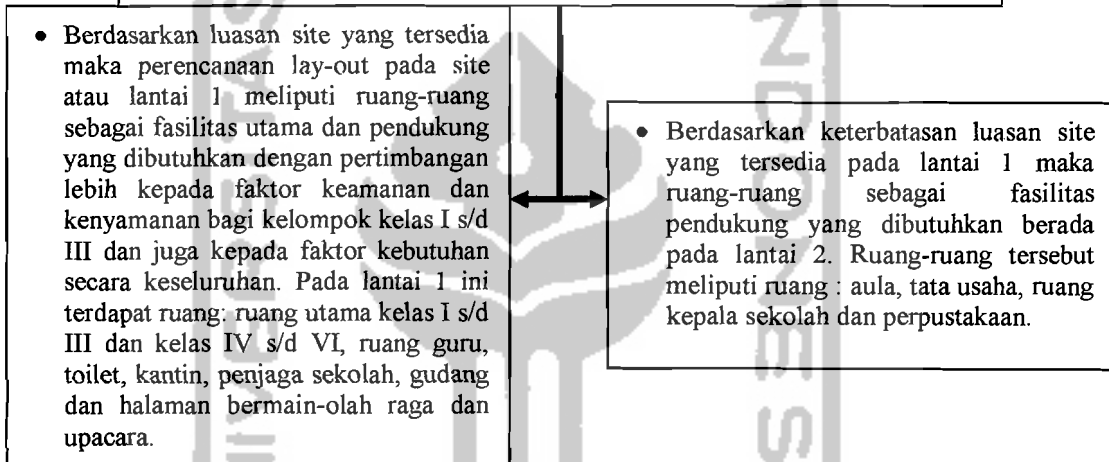 • Berdasarkan luasan site yang tersedia
maka perencanaan lay-out pada site
atau lantai 1 meliputi ruang-ruang
sebagai fasilitas utama dan pendukung
yang dibutuhkan dengan pertimbangan
lebih kepada faktor keamanan dan
kenyamanan bagi kelompok kelas I s/d
III dan juga kepada faktor kebutuhan
secara keseluruhan. Pada lantai 1 ini
terdapat ruang: ruang utama kelas I s/d
III dan kelas IV s/d VI, ruang guru,
toilet, kantin, penjaga sekolah, gudang
dan halaman bermain-olah raga dan
upacara.
• Berdasarkan keterbatasan luasan site
yang tersedia pada lantai 1 maka
ruang-ruang sebagai fasilitas
pendukung yang dibutuhkan berada
pada lantai 2. Ruang-ruang tersebut
meliputi ruang : aula, tata usaha, ruang
kepala sekolah dan perpustakaan.